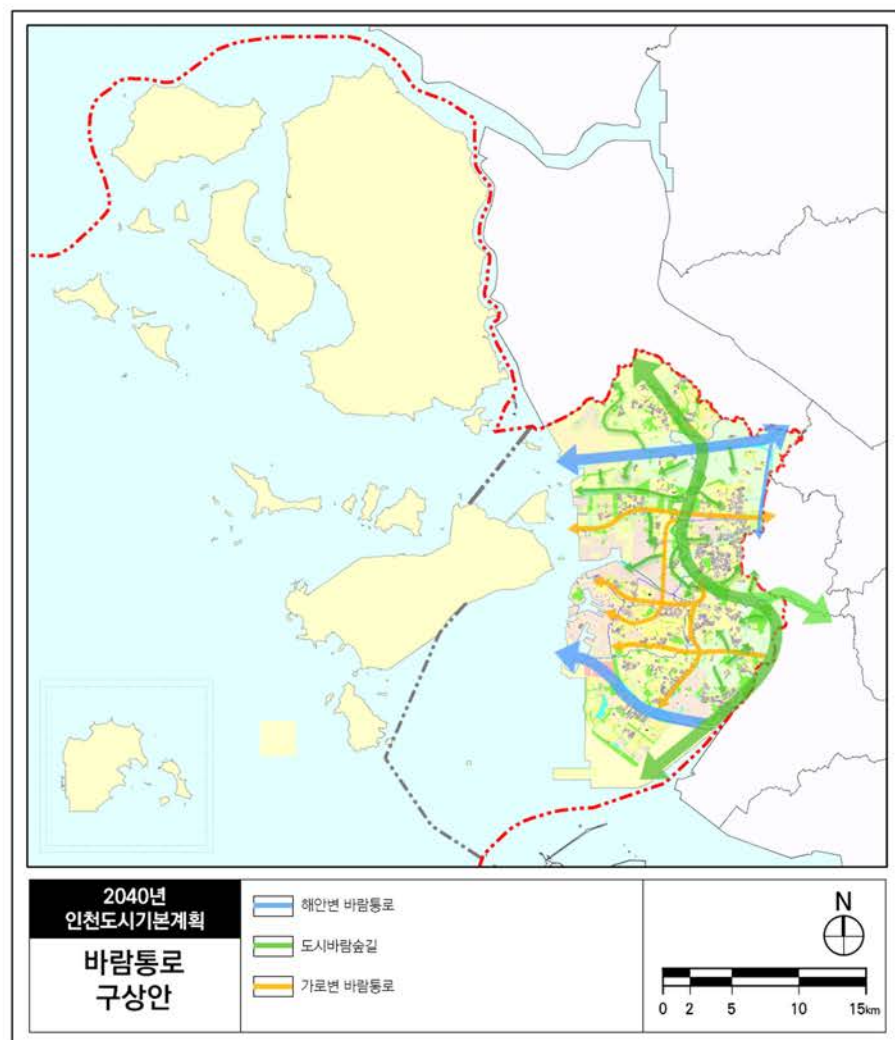 2040년
인천도시기본계획
바람통로
구상안
해안변 바람통로
도시바람숲길
가로변 바람통로
N
0 2 5 10 15km